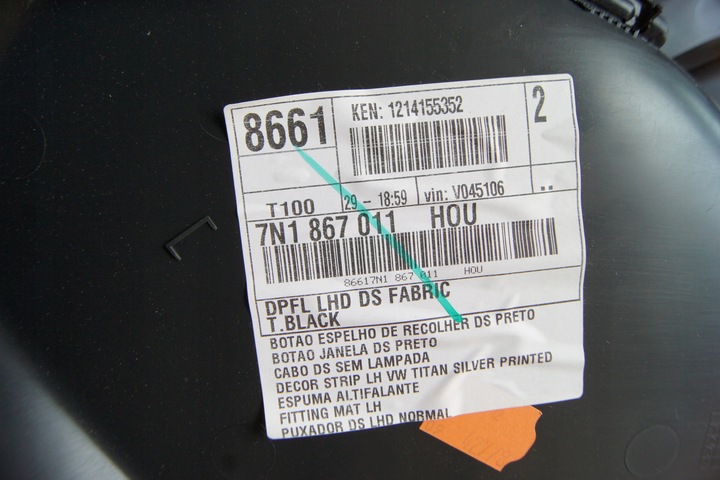 8661 KEN: 1214155352 2
T100 29 - 18:59 vin: V045106 ..
7N1 867 011 HOU
86617N1 867 011 HOU
DPFL LHD DS FABRIC
T.BLACK
BOTAO ESPELHO DE RECOLHER DS PRETO
BOTAO JANELA DS PRETO
CABO DS SEM LAMPADA
DECOR STRIP LH VW TITAN SILVER PRINTED
ESPUMA ALTIFALANTE
FITTING MAT LH
PUXADOR DS LHD NORMAL